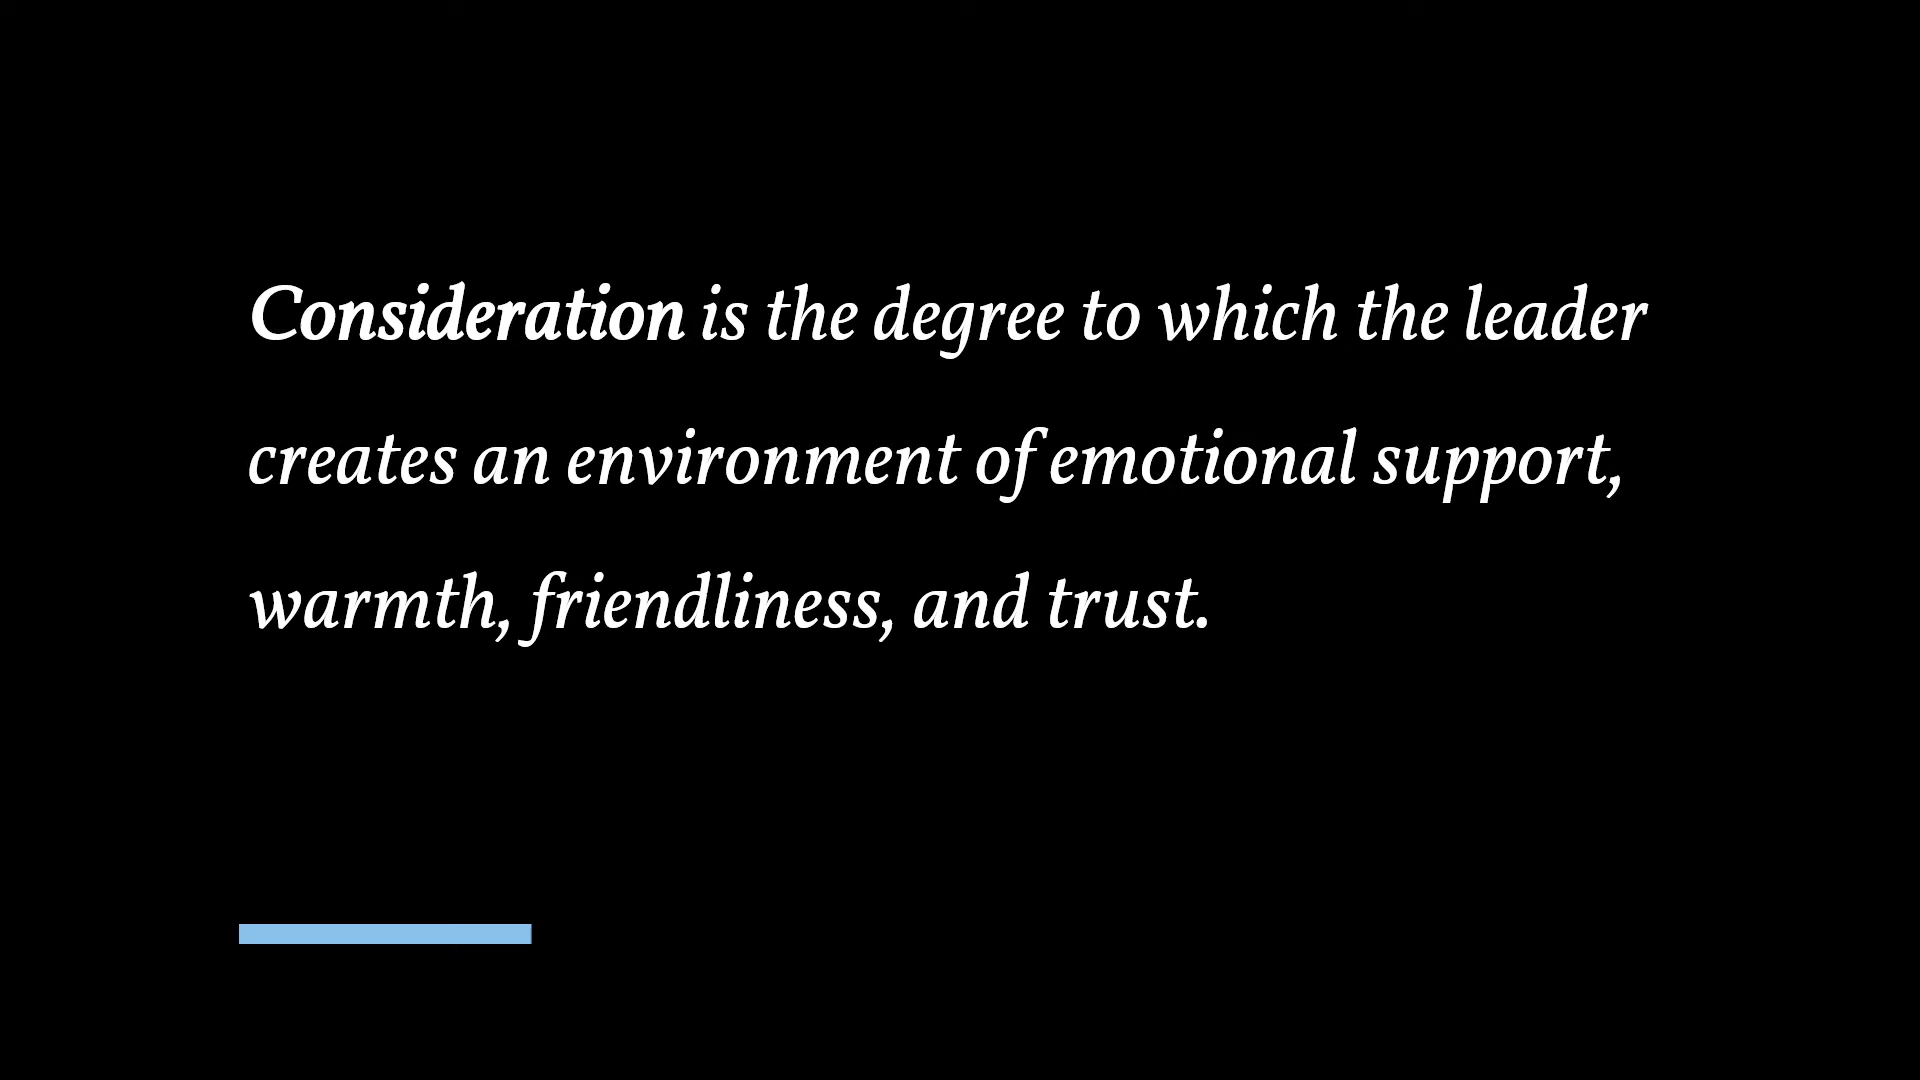 Consideration is the degree to which the leader
creates an environment of emotional support,
warmth, friendliness, and trust.